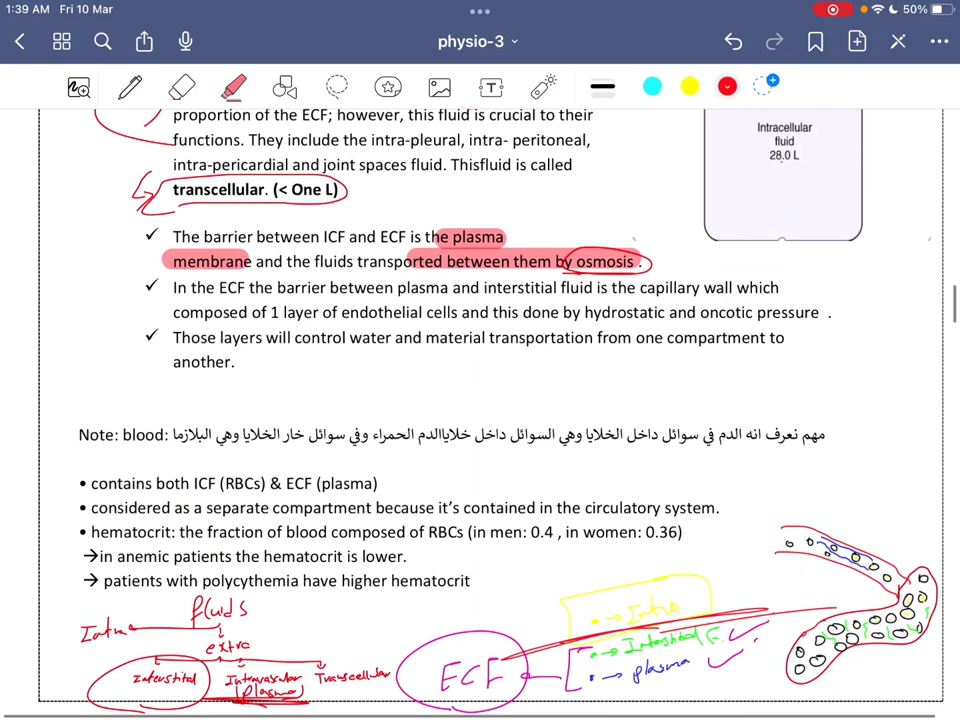 1:39 AM Fri 10 Mar
50%
physio-3
proportion of the ECF; however, this fluid is crucial to their
functions. They include the intra-pleural, intra- peritoneal,
intra-pericardial and joint spaces fluid. Thisfluid is called
transcellular. (< One L)
Intracellular
fluid
28.0 L
✓ The barrier between ICF and ECF is the plasma
membrane and the fluids transported between them by osmosis .
✓ In the ECF the barrier between plasma and interstitial fluid is the capillary wall which
composed of 1 layer of endothelial cells and this done by hydrostatic and oncotic pressure .
✓ Those layers will control water and material transportation from one compartment to
another.
Note: blood: مهم نعرف انه الدم في سوائل داخل الخلايا وهي السوائل داخل خلاياالدم الحمراء وفي سوائل خار الخلايا وهي البلازما
• contains both ICF (RBCs) & ECF (plasma)
• considered as a separate compartment because it’s contained in the circulatory system.
• hematocrit: the fraction of blood composed of RBCs (in men: 0.4 , in women: 0.36)
→in anemic patients the hematocrit is lower.
→ patients with polycythemia have higher hematocrit
fluids
Intra
extra
Interstital
Intravascular
(plasma)
Transcellular
ECF
• → Intra
• → Interstital F.
• → plasma